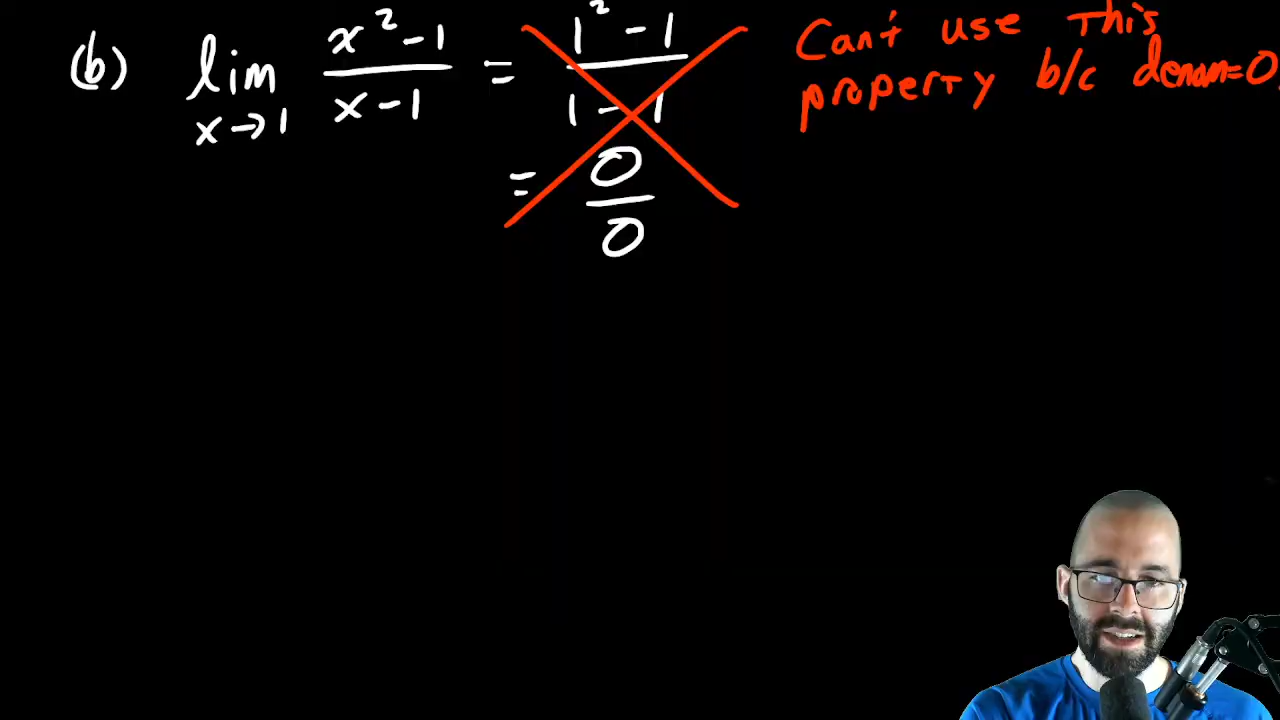 (b) lim x→1 x²-1 / x-1 = 1²-1 / 1-1
= 0/0
Can't use This
property b/c denom=0.